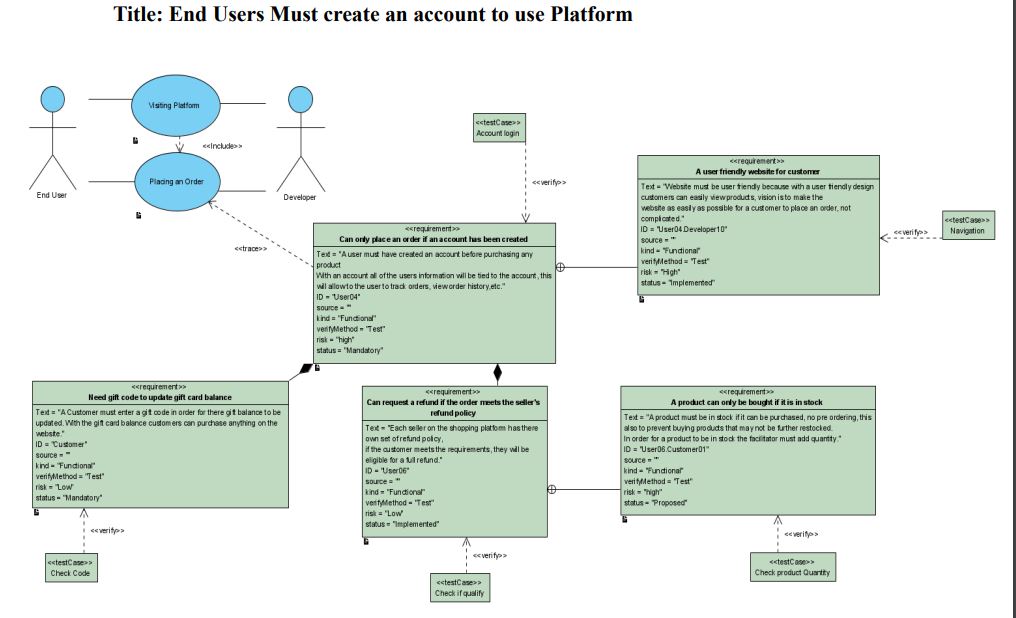 Title: End Users Must create an account to use Platform
Visiting Platform
<<Include>>
Placing an Order
End User
Developer
<<trace>>
<<testCase>>
Account login
<<verify>>
<<requirement>>
Can only place an order if an account has been created
Text = "A user must have created an account before purchasing any
product
With an account all of the users information will be tied to the account, this
will allow to the user to track orders, view order history,etc."
ID = "User04"
source = ""
kind = "Functional"
verifyMethod = "Test"
risk = "high"
status = "Mandatory"
<<requirement>>
A user friendly website for customer
Text = "Website must be user friendly because with a user friendly design
customers can easily view products, vision is to make the
website as easily as possible for a customer to place an order, not
complicated."
ID = "User04.Developer10"
source = ""
kind = "Functional"
verifyMethod = "Test"
risk = "High"
status = "Implemented"
<<verify>>
<<testCase>>
Navigation
<<requirement>>
Need gift code to update gift card balance
Text = "A Customer must enter a gift code in order for there gift balance to be
updated. With the gift card balance customers can purchase anything on the
website."
ID = "Customer"
source = ""
kind = "Functional"
verifyMethod = "Test"
risk = "Low"
status = "Mandatory"
<<verify>>
<<testCase>>
Check Code
<<requirement>>
Can request a refund if the order meets the seller's
refund policy
Text = "Each seller on the shopping platform has there
own set of refund policy,
if the customer meets the requirements, they will be
eligible for a full refund."
ID = "User06"
source = ""
kind = "Functional"
verifyMethod = "Test"
risk = "Low"
status = "Implemented"
<<verify>>
<<testCase>>
Check if qualify
<<requirement>>
A product can only be bought if it is in stock
Text = "A product must be in stock if it can be purchased, no pre ordering, this
also to prevent buying products that may not be further restocked.
In order for a product to be in stock the facilitator must add quantity."
ID = "User06.Customer01"
source = ""
kind = "Functional"
verifyMethod = "Test"
risk = "high"
status = "Proposed"
<<verify>>
<<testCase>>
Check product Quantity